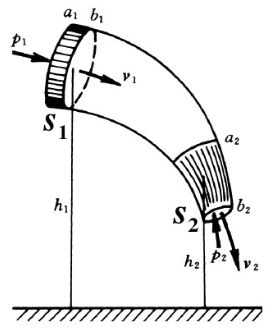 a₁ b₁
p₁
v₁
S₁
a₂
h₁
S₂
b₂
p₂
h₂
v₂